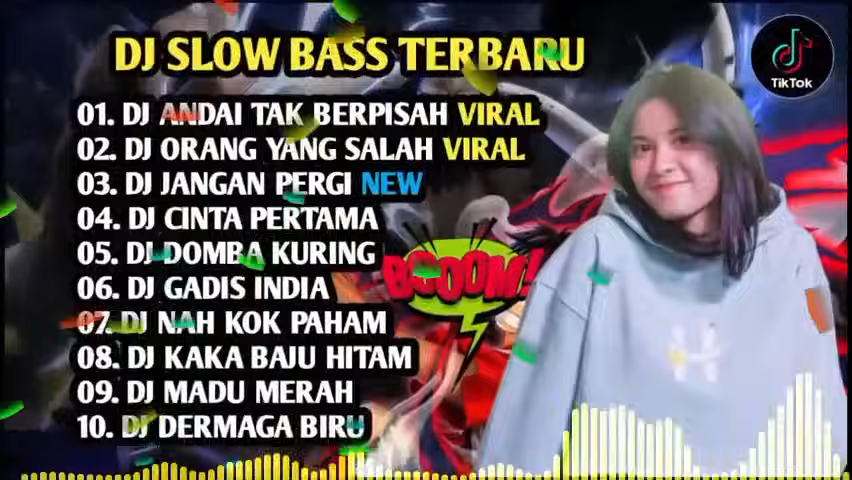 DJ SLOW BASS TERBARU
TikTok
01. DJ ANDAI TAK BERPISAH VIRAL
02. DJ ORANG YANG SALAH VIRAL
03. DJ JANGAN PERGI NEW
04. DJ CINTA PERTAMA
05. DJ DOMBA KURING
06. DJ GADIS INDIA
07. DJ NAH KOK PAHAM
08. DJ KAKA BAJU HITAM
09. DJ MADU MERAH
10. DJ DERMAGA BIRU
BOOOM!
H